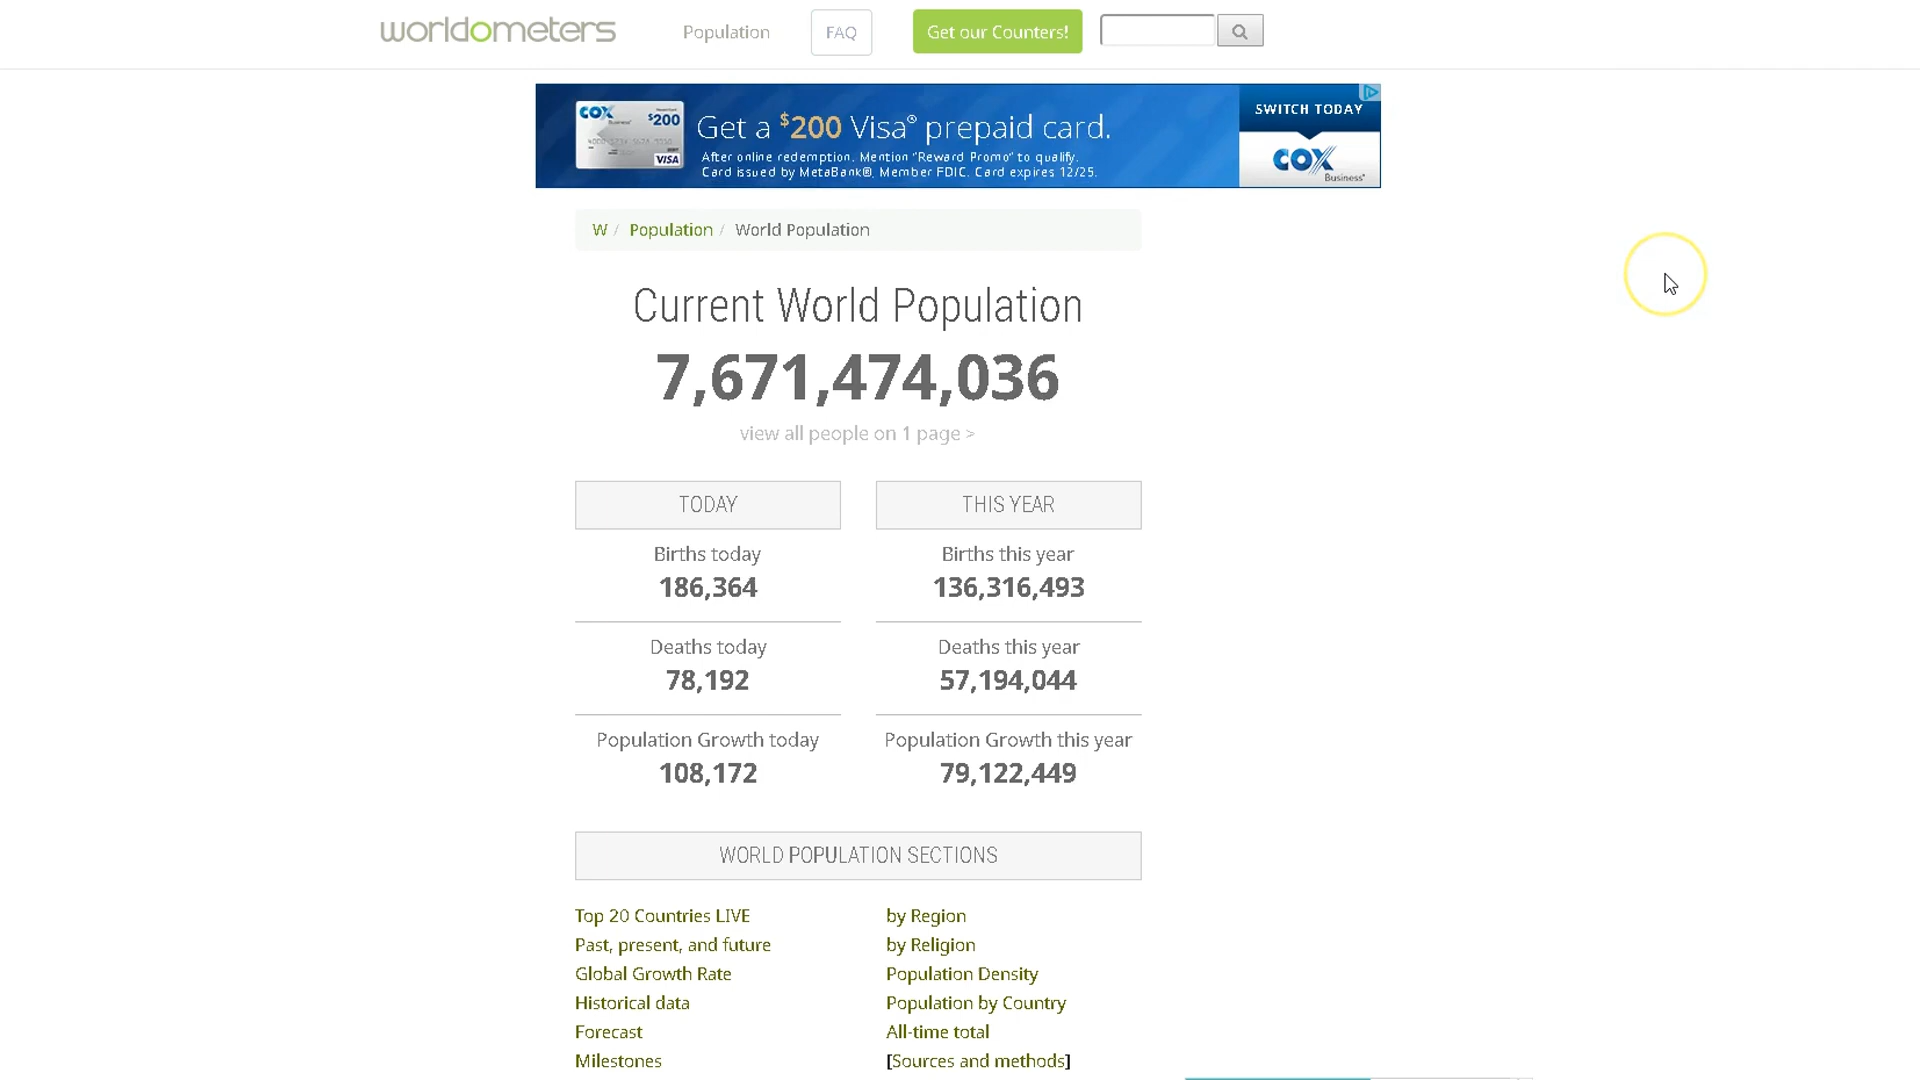 worldometers
Population
FAQ
Get our Counters!
COX
Business
$200
VISA
Get a $200 Visa® prepaid card.
After online redemption. Mention "Reward Promo" to qualify.
Card issued by MetaBank®, Member FDIC. Card expires 12/25.
SWITCH TODAY
COX
Business®
W / Population / World Population
Current World Population
7,671,474,036
view all people on 1 page >
TODAY
Births today
186,364
Deaths today
78,192
Population Growth today
108,172
THIS YEAR
Births this year
136,316,493
Deaths this year
57,194,044
Population Growth this year
79,122,449
WORLD POPULATION SECTIONS
Top 20 Countries LIVE
Past, present, and future
Global Growth Rate
Historical data
Forecast
Milestones
by Region
by Religion
Population Density
Population by Country
All-time total
[Sources and methods]